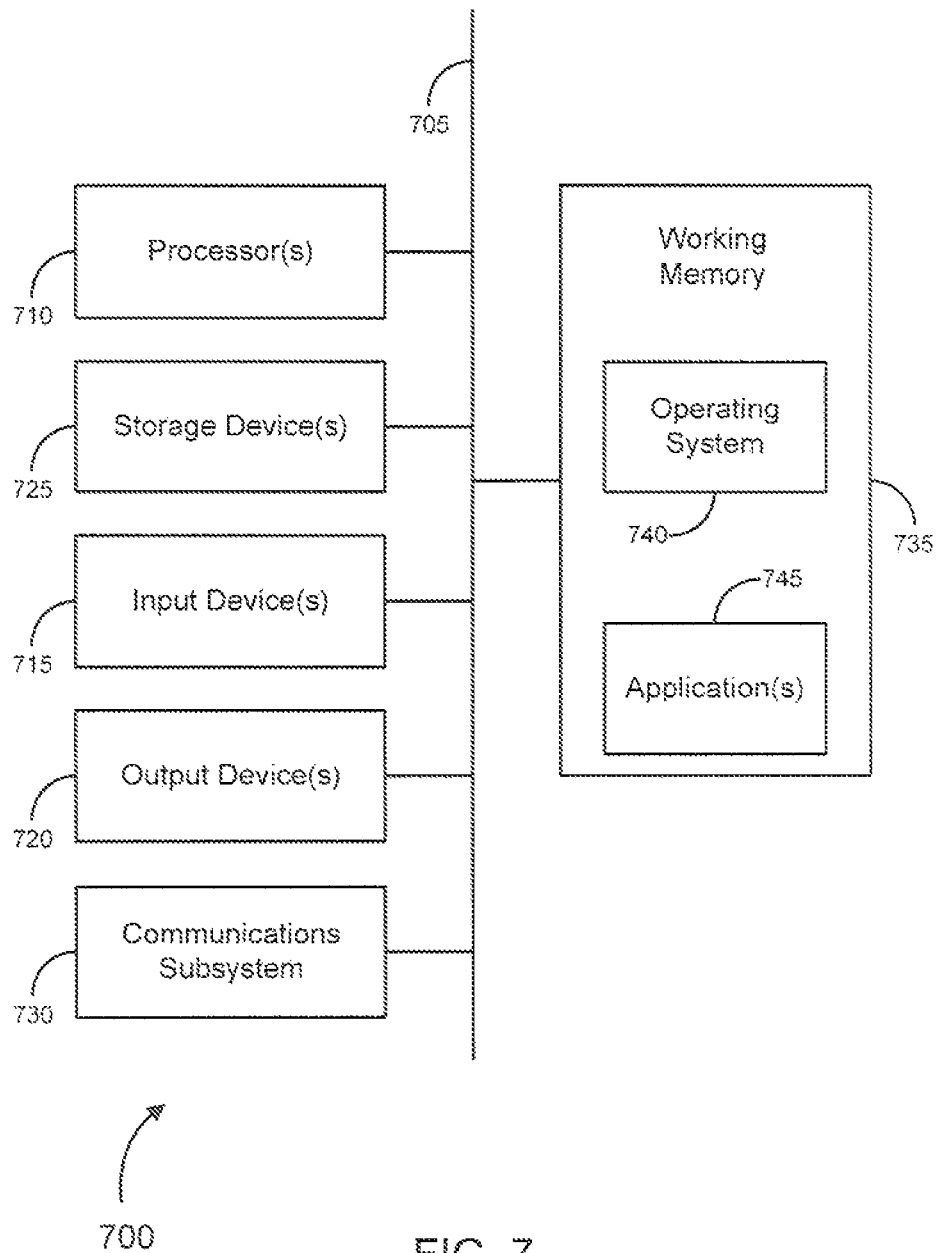 705
Processor(s)
710
Storage Device(s)
725
Input Device(s)
715
Output Device(s)
720
Communications
Subsystem
730
Working
Memory
Operating
System
740
735
745
Application(s)
700
FIG. 7